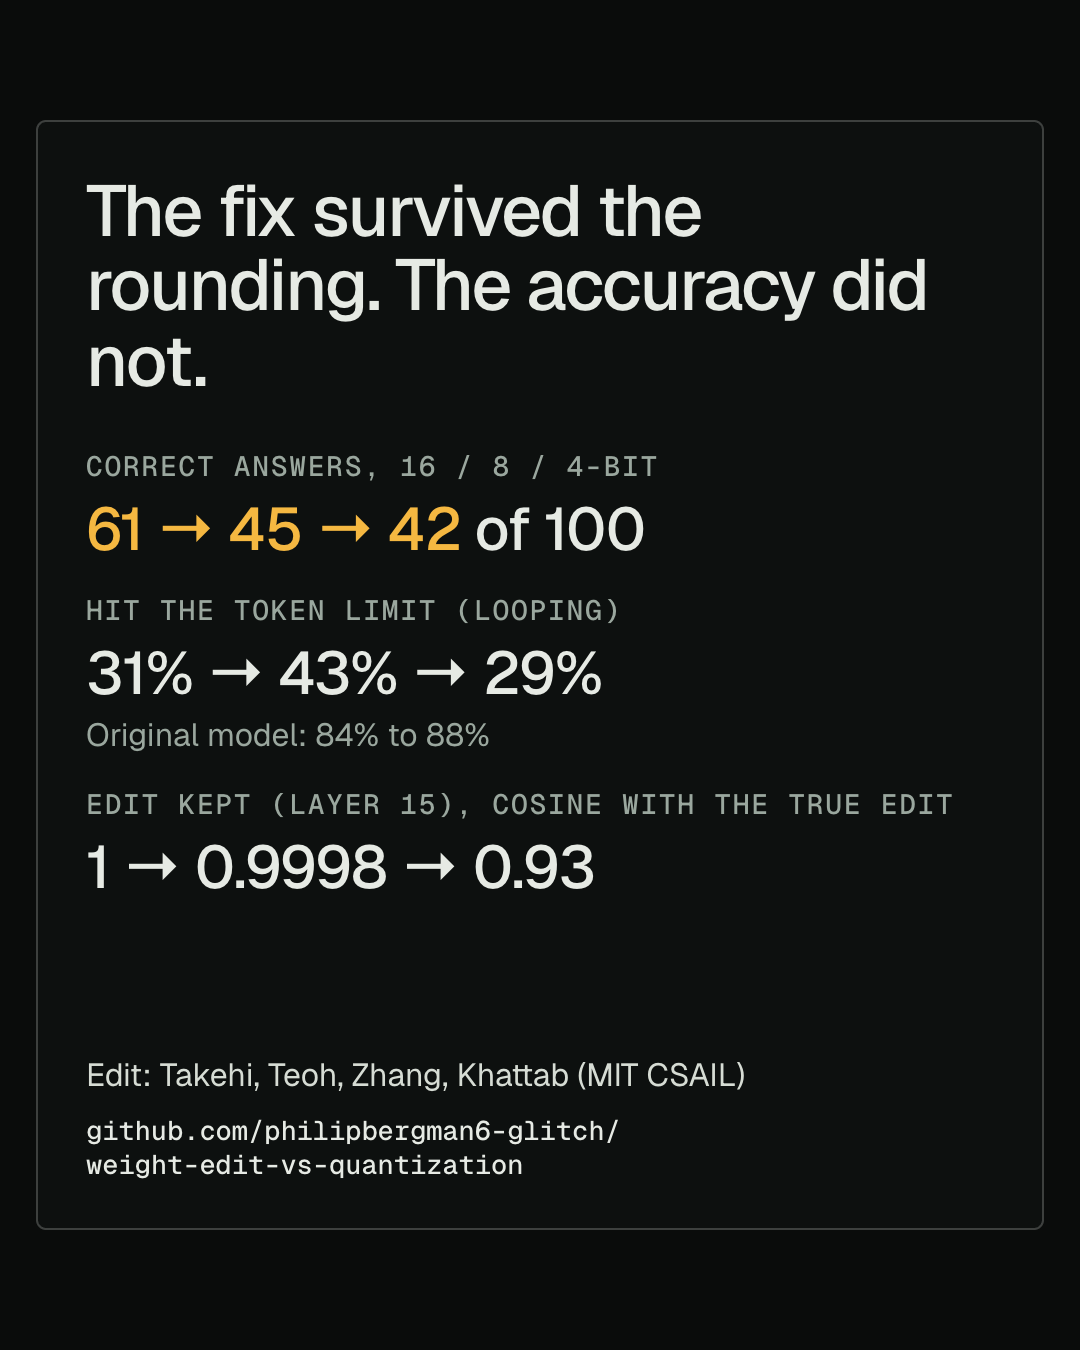 The fix survived the
rounding. The accuracy did
not.
CORRECT ANSWERS, 16 / 8 / 4-BIT
61 → 45 → 42 of 100
HIT THE TOKEN LIMIT (LOOPING)
31% → 43% → 29%
Original model: 84% to 88%
EDIT KEPT (LAYER 15), COSINE WITH THE TRUE EDIT
1 → 0.9998 → 0.93
Edit: Takehi, Teoh, Zhang, Khattab (MIT CSAIL)
github.com/philipbergman6-glitch/
weight-edit-vs-quantization